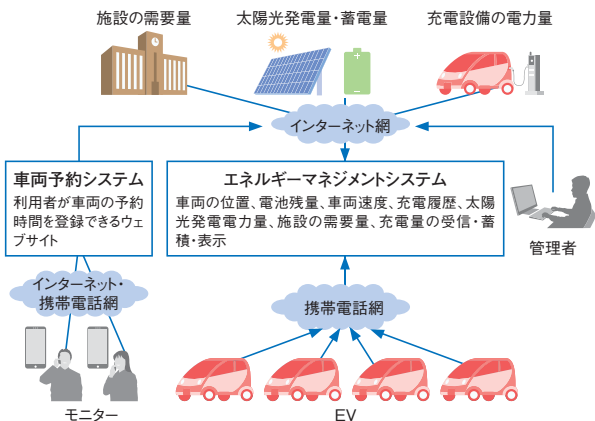 施設の需要量
太陽光発電量・蓄電量
充電設備の電力量
インターネット網
車両予約システム
利用者が車両の予約
時間を登録できるウェ
ブサイト
エネルギーマネジメントシステム
車両の位置、電池残量、車両速度、充電履歴、太陽
光発電電力量、施設の需要量、充電量の受信・蓄
積・表示
管理者
インターネット・
携帯電話網
携帯電話網
モニター
EV